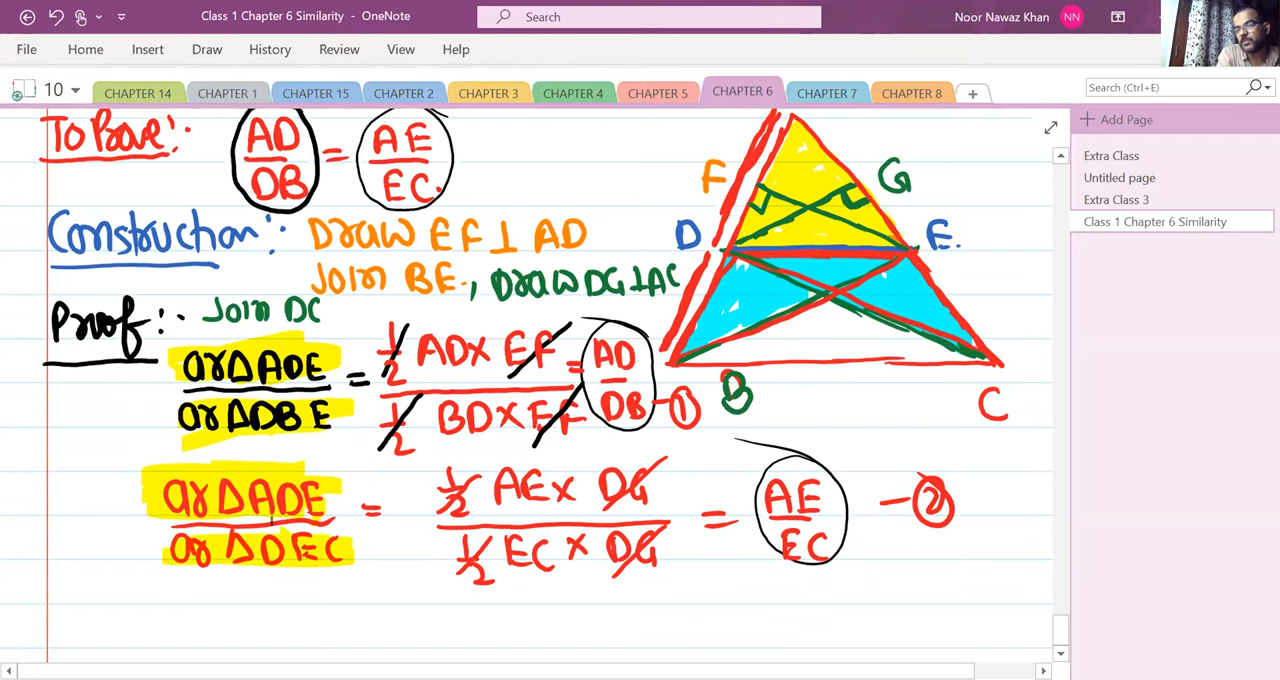 Class 1 Chapter 6 Similarity - OneNote
Search
Noor Nawaz Khan NN
File Home Insert Draw History Review View Help
10 CHAPTER 14 CHAPTER 1 CHAPTER 15 CHAPTER 2 CHAPTER 3 CHAPTER 4 CHAPTER 5 CHAPTER 6 CHAPTER 7 CHAPTER 8 +
Search (Ctrl+E)
Add Page
Extra Class
Untitled page
Extra Class 3
Class 1 Chapter 6 Similarity
To Prove:- AD/DB = AE/EC.
Construction:- Draw EF ⊥ AD
Join BE., Draw DG ⊥ AC
Proof:- Join DC
ar△ADE/ar△DBE = ½ AD × EF/½ BD × EF = AD/DB - ①
ar△ADE/ar△DEC = ½ AE × DG/½ EC × DG = AE/EC - ②
F G
D E.
B C